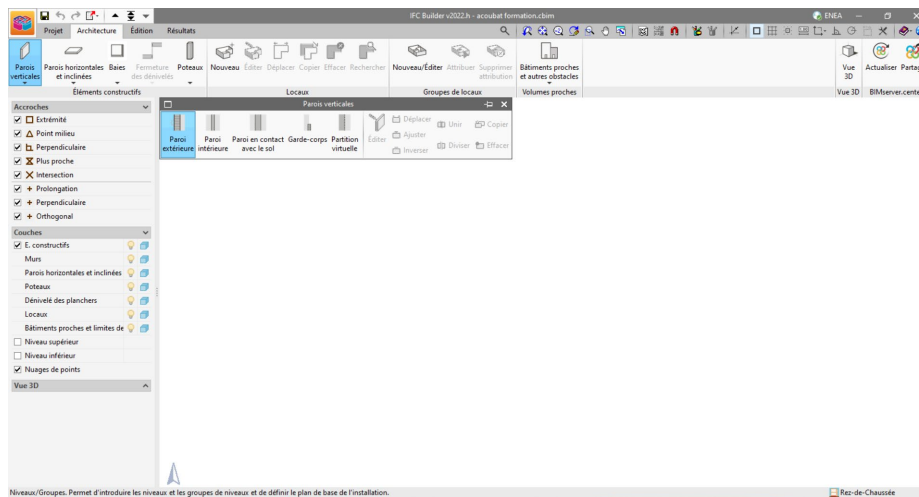 IFC Builder v2022.h - acoubat formation.cbim
ENEA
Projet Architecture Édition Résultats
Parois verticales
Parois horizontales et inclinées
Baies
Fermeture des dénivelés
Poteaux
Nouveau Éditer Déplacer Copier Effacer Rechercher
Nouveau/Éditer Attribuer Supprimer attribution
Bâtiments proches et autres obstacles
Vue 3D
Actualiser
Éléments constructifs
Locaux
Groupes de locaux
Volumes proches
Vue 3D
Accroches
Extrémité
Point milieu
Perpendiculaire
Plus proche
Intersection
Prolongation
Perpendiculaire
Orthogonal
Parois verticales
Paroi extérieure
Paroi intérieure
Paroi en contact avec le sol
Garde-corps
Partition virtuelle
Éditer
Déplacer
Ajuster
Inverser
Unir
Diviser
Copier
Effacer
Couches
E. constructifs
Murs
Parois horizontales et inclinées
Poteaux
Dénivelé des planchers
Locaux
Bâtiments proches et limites de
Niveau supérieur
Niveau inférieur
Nuages de points
Vue 3D
Niveaux/Groupes. Permet d'introduire les niveaux et les groupes de niveaux et de définir le plan de base de l'installation.
Rez-de-Chaussée